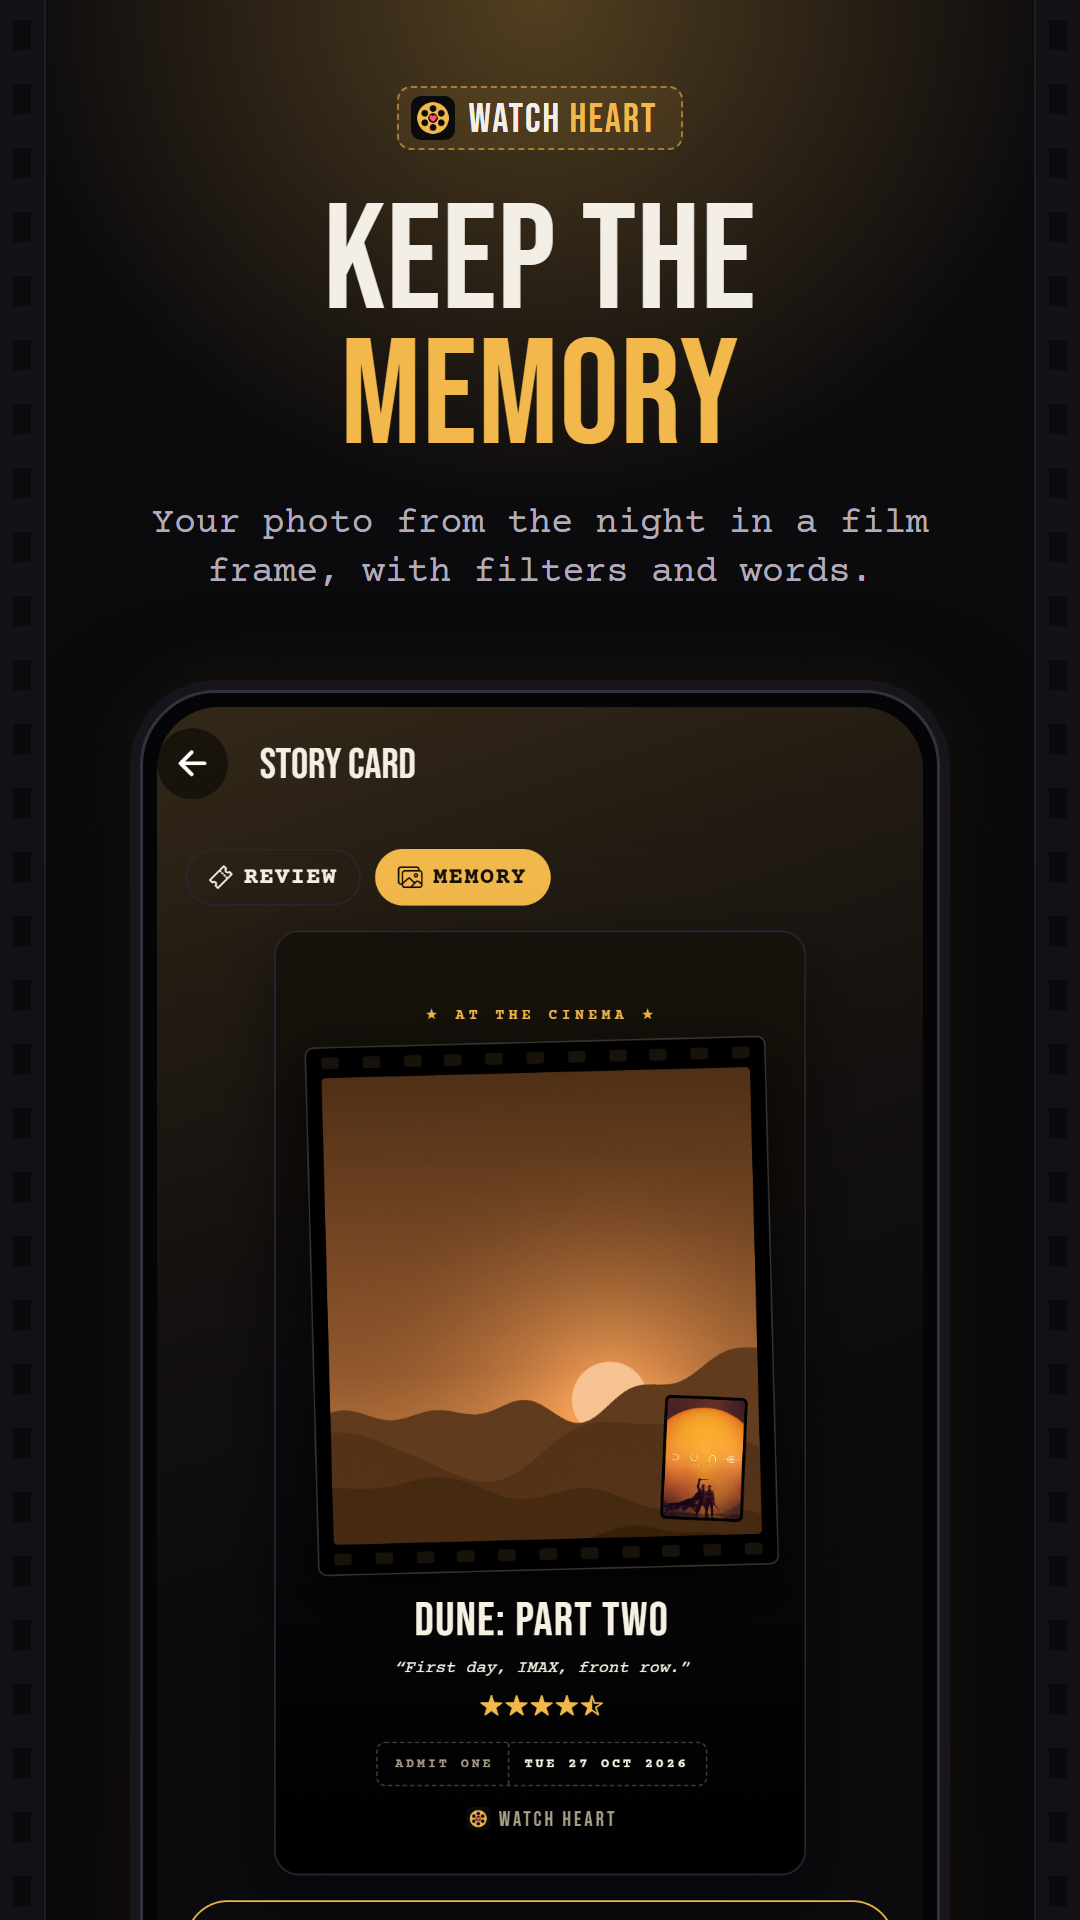 WATCH HEART
KEEP THE
MEMORY
Your photo from the night in a film
frame, with filters and words.
STORY CARD
REVIEW
MEMORY
★ AT THE CINEMA ★
DUNE
DUNE: PART TWO
“First day, IMAX, front row.”
ADMIT ONE
TUE 27 OCT 2026
WATCH HEART